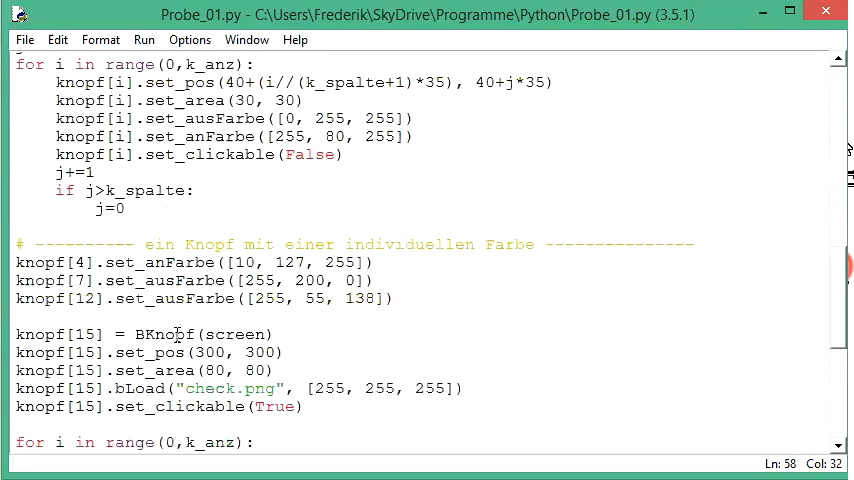 Probe_01.py - C:\Users\Frederik\SkyDrive\Programme\Python\Probe_01.py (3.5.1)
File Edit Format Run Options Window Help
for i in range(0,k_anz):
    knopf[i].set_pos(40+(i//(k_spalte+1)*35), 40+j*35)
    knopf[i].set_area(30, 30)
    knopf[i].set_ausFarbe([0, 255, 255])
    knopf[i].set_anFarbe([255, 80, 255])
    knopf[i].set_clickable(False)
    j+=1
    if j>k_spalte:
        j=0
# ---------- ein Knopf mit einer individuellen Farbe ---------------
knopf[4].set_anFarbe([10, 127, 255])
knopf[7].set_ausFarbe([255, 200, 0])
knopf[12].set_ausFarbe([255, 55, 138])
knopf[15] = BKnopf(screen)
knopf[15].set_pos(300, 300)
knopf[15].set_area(80, 80)
knopf[15].bLoad("check.png", [255, 255, 255])
knopf[15].set_clickable(True)
for i in range(0,k_anz):
Ln: 58 Col: 32